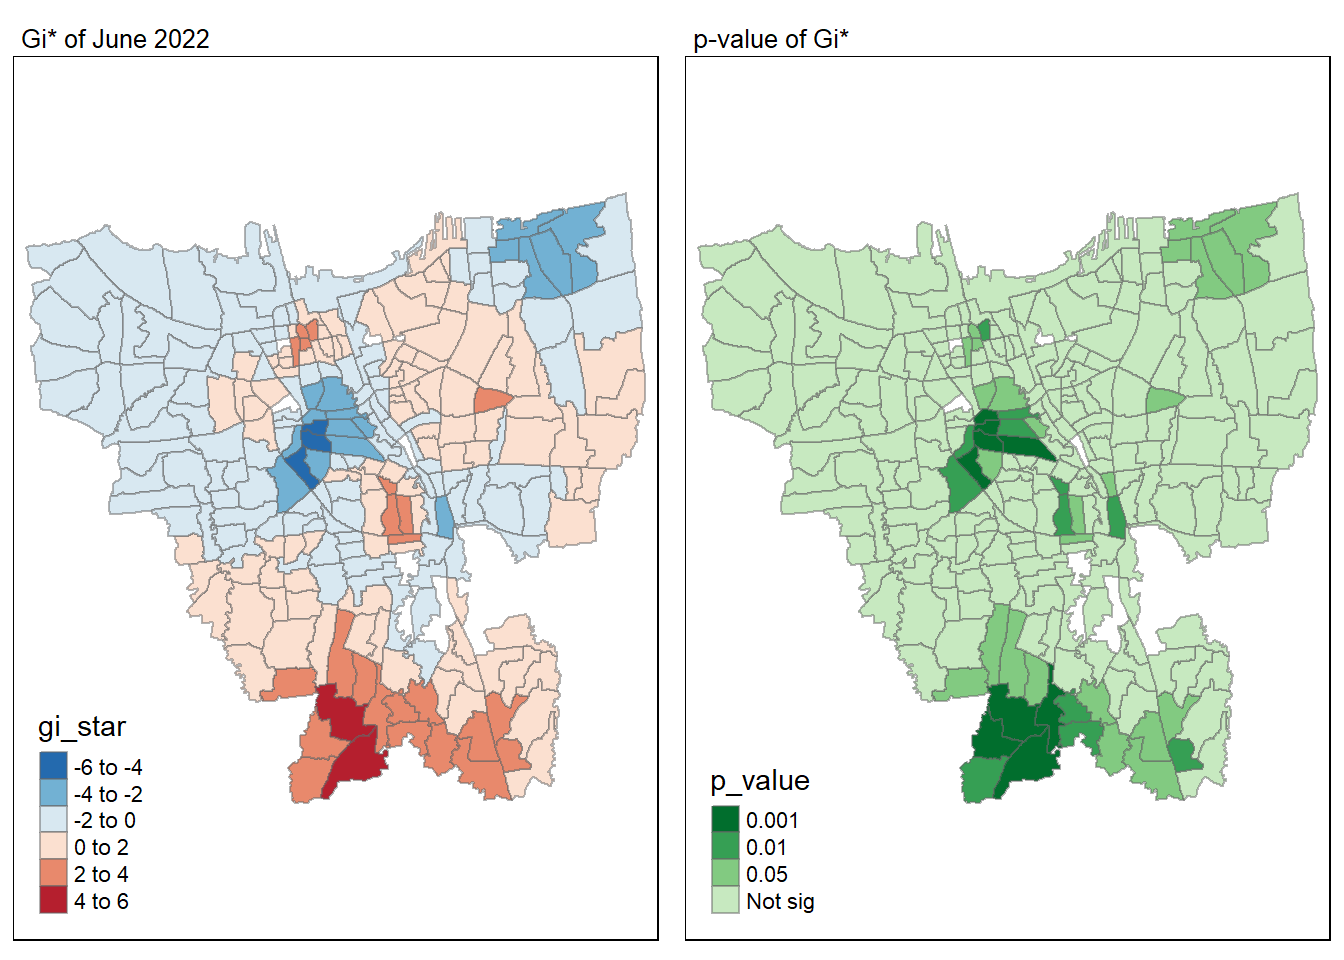 Gi* of June 2022
gi_star
-6 to -4
-4 to -2
-2 to 0
0 to 2
2 to 4
4 to 6
p-value of Gi*
p_value
0.001
0.01
0.05
Not sig